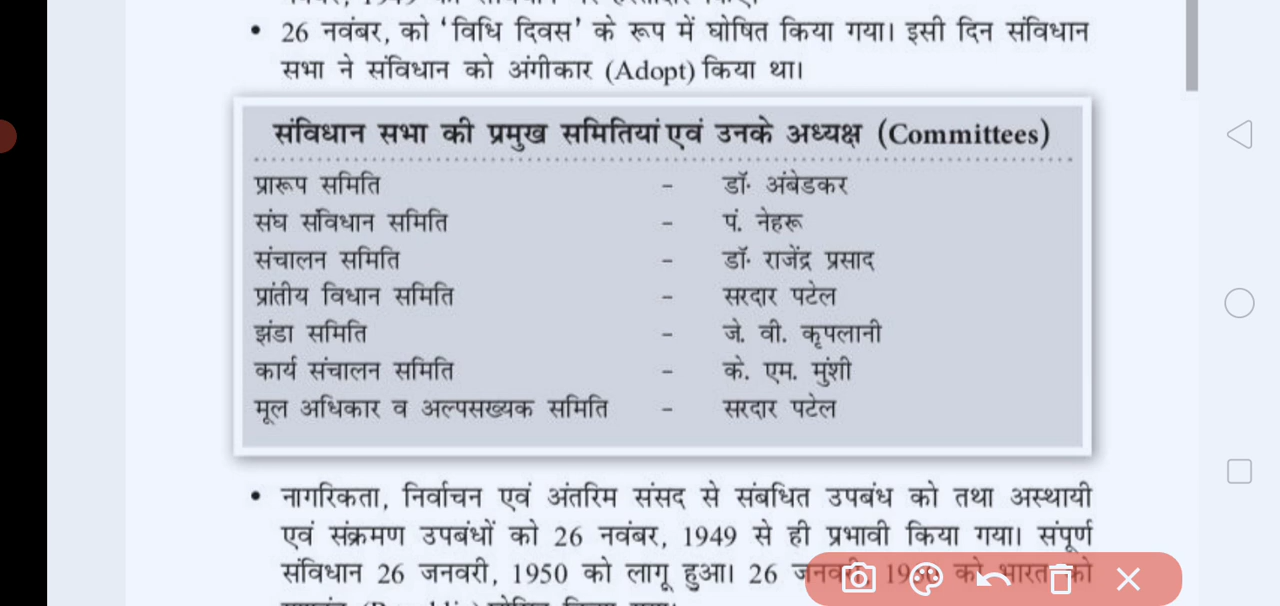 • 26 नवंबर, को ‘विधि दिवस’ के रूप में घोषित किया गया। इसी दिन संविधान
सभा ने संविधान को अंगीकार (Adopt) किया था।
संविधान सभा की प्रमुख समितियां एवं उनके अध्यक्ष (Committees)
प्रारूप समिति - डॉ. अंबेडकर
संघ संविधान समिति - पं. नेहरू
संचालन समिति - डॉ. राजेंद्र प्रसाद
प्रांतीय विधान समिति - सरदार पटेल
झंडा समिति - जे. वी. कृपलानी
कार्य संचालन समिति - के. एम. मुंशी
मूल अधिकार व अल्पसख्यक समिति - सरदार पटेल
• नागरिकता, निर्वाचन एवं अंतरिम संसद से संबधित उपबंध को तथा अस्थायी
एवं संक्रमण उपबंधों को 26 नवंबर, 1949 से ही प्रभावी किया गया। संपूर्ण
संविधान 26 जनवरी, 1950 को लागू हुआ। 26 जनवरी, 1950 को भारत को